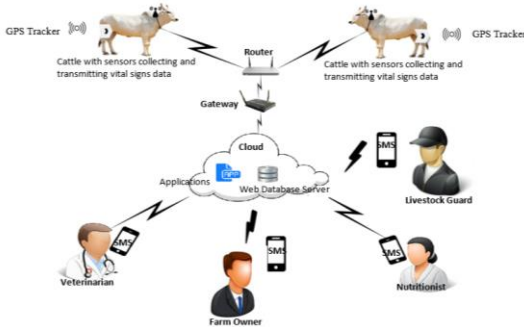 GPS Tracker
GPS Tracker
Cattle with sensors collecting and
transmitting vital signs data
Router
Cattle with sensors collecting and
transmitting vital signs data
Gateway
Cloud
SMS
APP
Applications
Web Database Server
Livestock Guard
SMS
SMS
SMS
Veterinarian
Nutritionist
Farm Owner